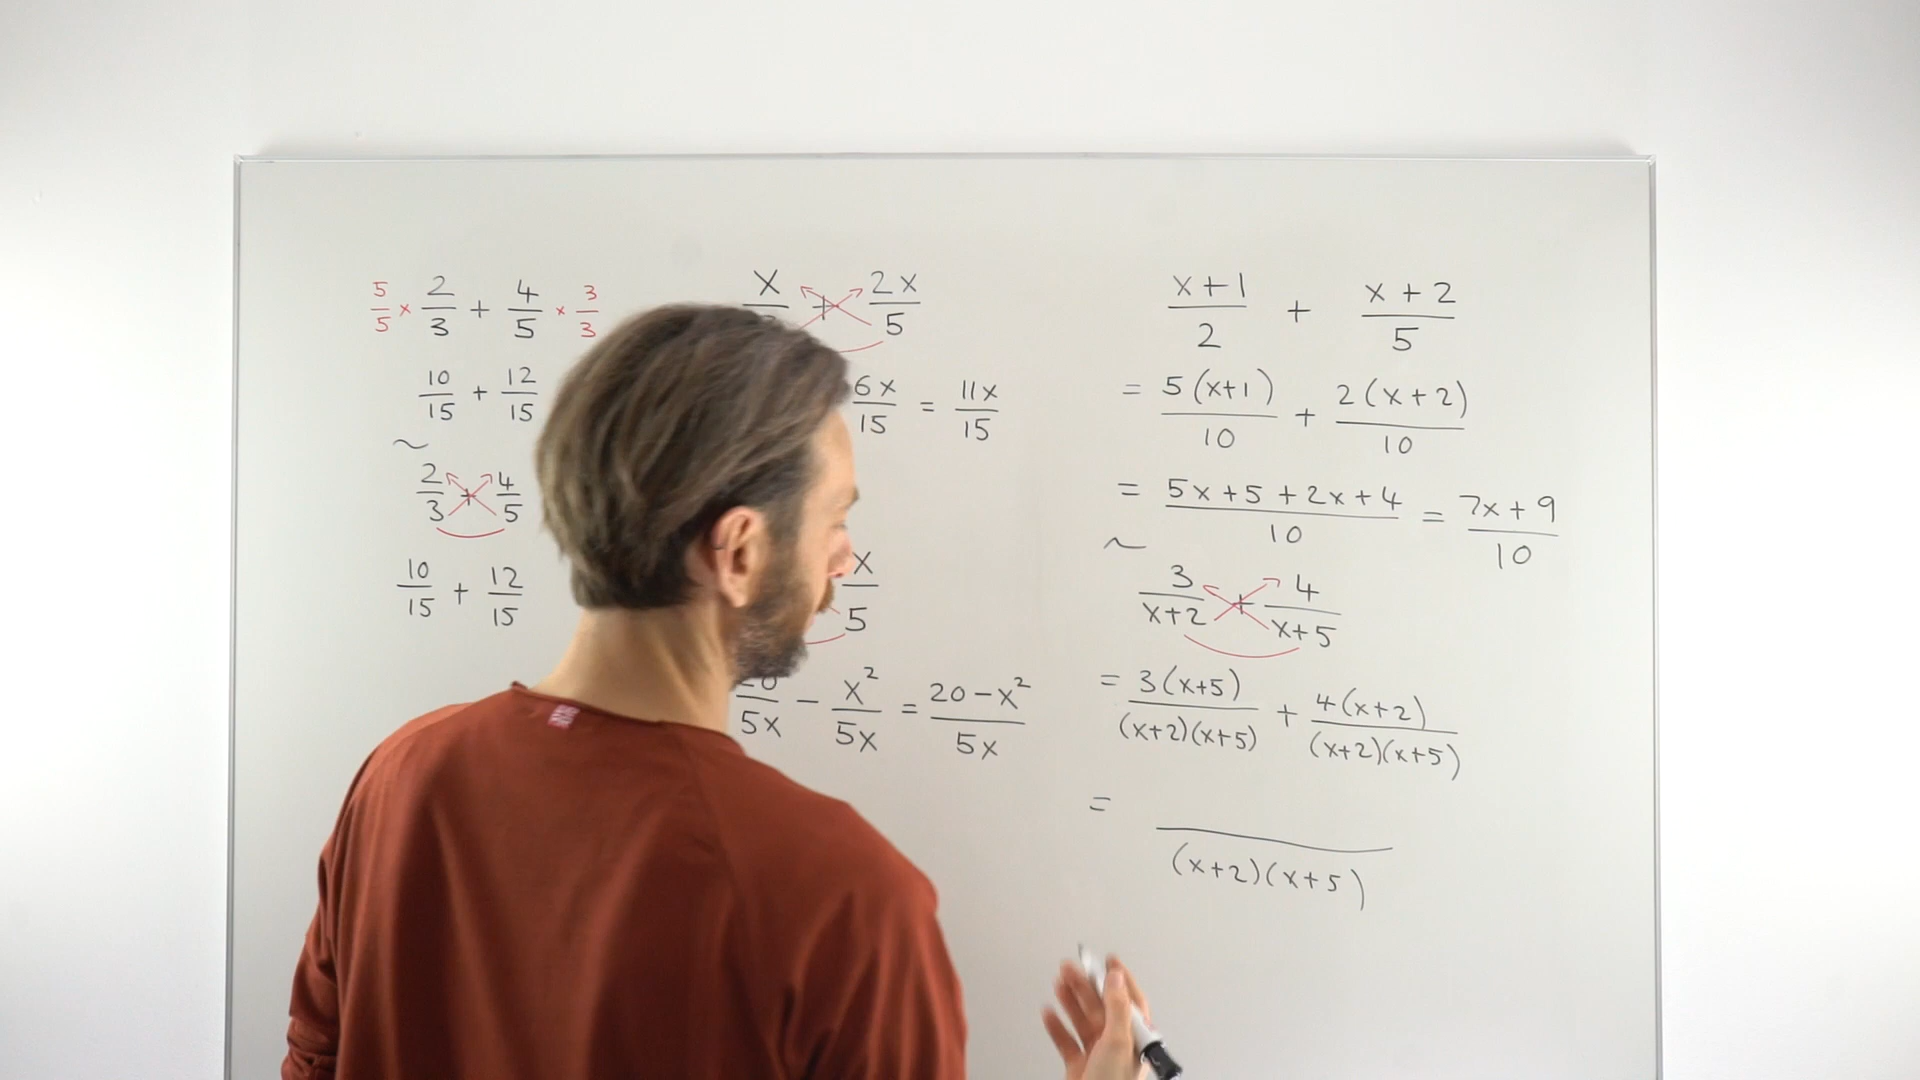 5/5 × 2/3 + 4/5 × 3/3
10/15 + 12/15
~
2/3 + 4/5
10/15 + 12/15
x + 2x/5
6x/15 = 11x/15
x/5
20/5x − x²/5x = (20−x²)/5x
(x+1)/2 + (x+2)/5
= 5(x+1)/10 + 2(x+2)/10
= (5x+5+2x+4)/10 = (7x+9)/10
~
3/(x+2) + 4/(x+5)
= 3(x+5)/(x+2)(x+5) + 4(x+2)/(x+2)(x+5)
=
(x+2)(x+5)